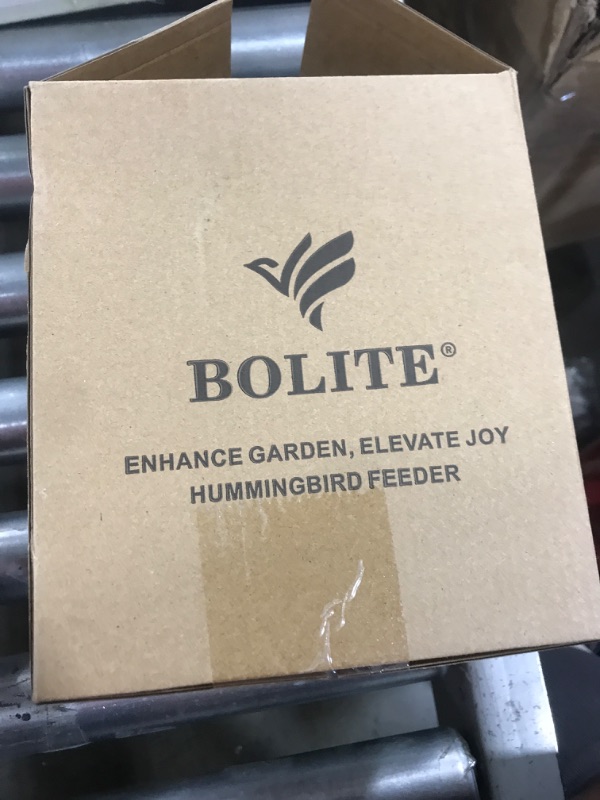 BOLITE®
ENHANCE GARDEN, ELEVATE JOY
HUMMINGBIRD FEEDER